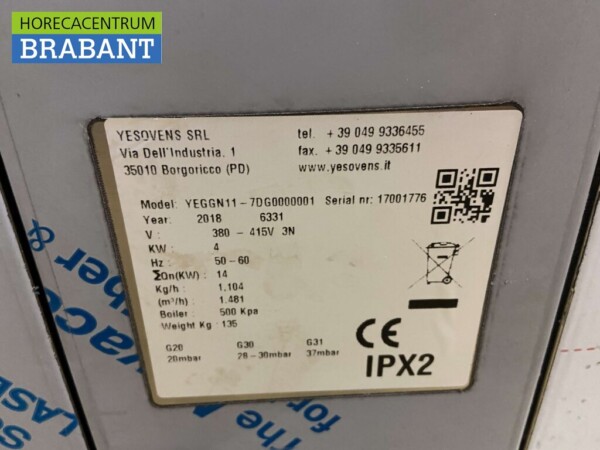 HORECACENTRUM
BRABANT
YESOVENS SRL
Via Dell'Industria, 1
35010 Borgoricco (PD)
tel. + 39 049 9336455
fax. + 39 049 9335611
www.yesovens.it
Model: YEGGN11-7DG0000001 Serial nr: 17001776
Year: 2018 6331
V : 380 - 415V 3N
KW : 4
Hz : 50-60
ΣQn(KW) : 14
Kg/h : 1,104
(m³/h) : 1.481
Boiler : 500 Kpa
Weight Kg : 135
G20 G30 G31
20mbar 28-30mbar 37mbar
CE
IPX2